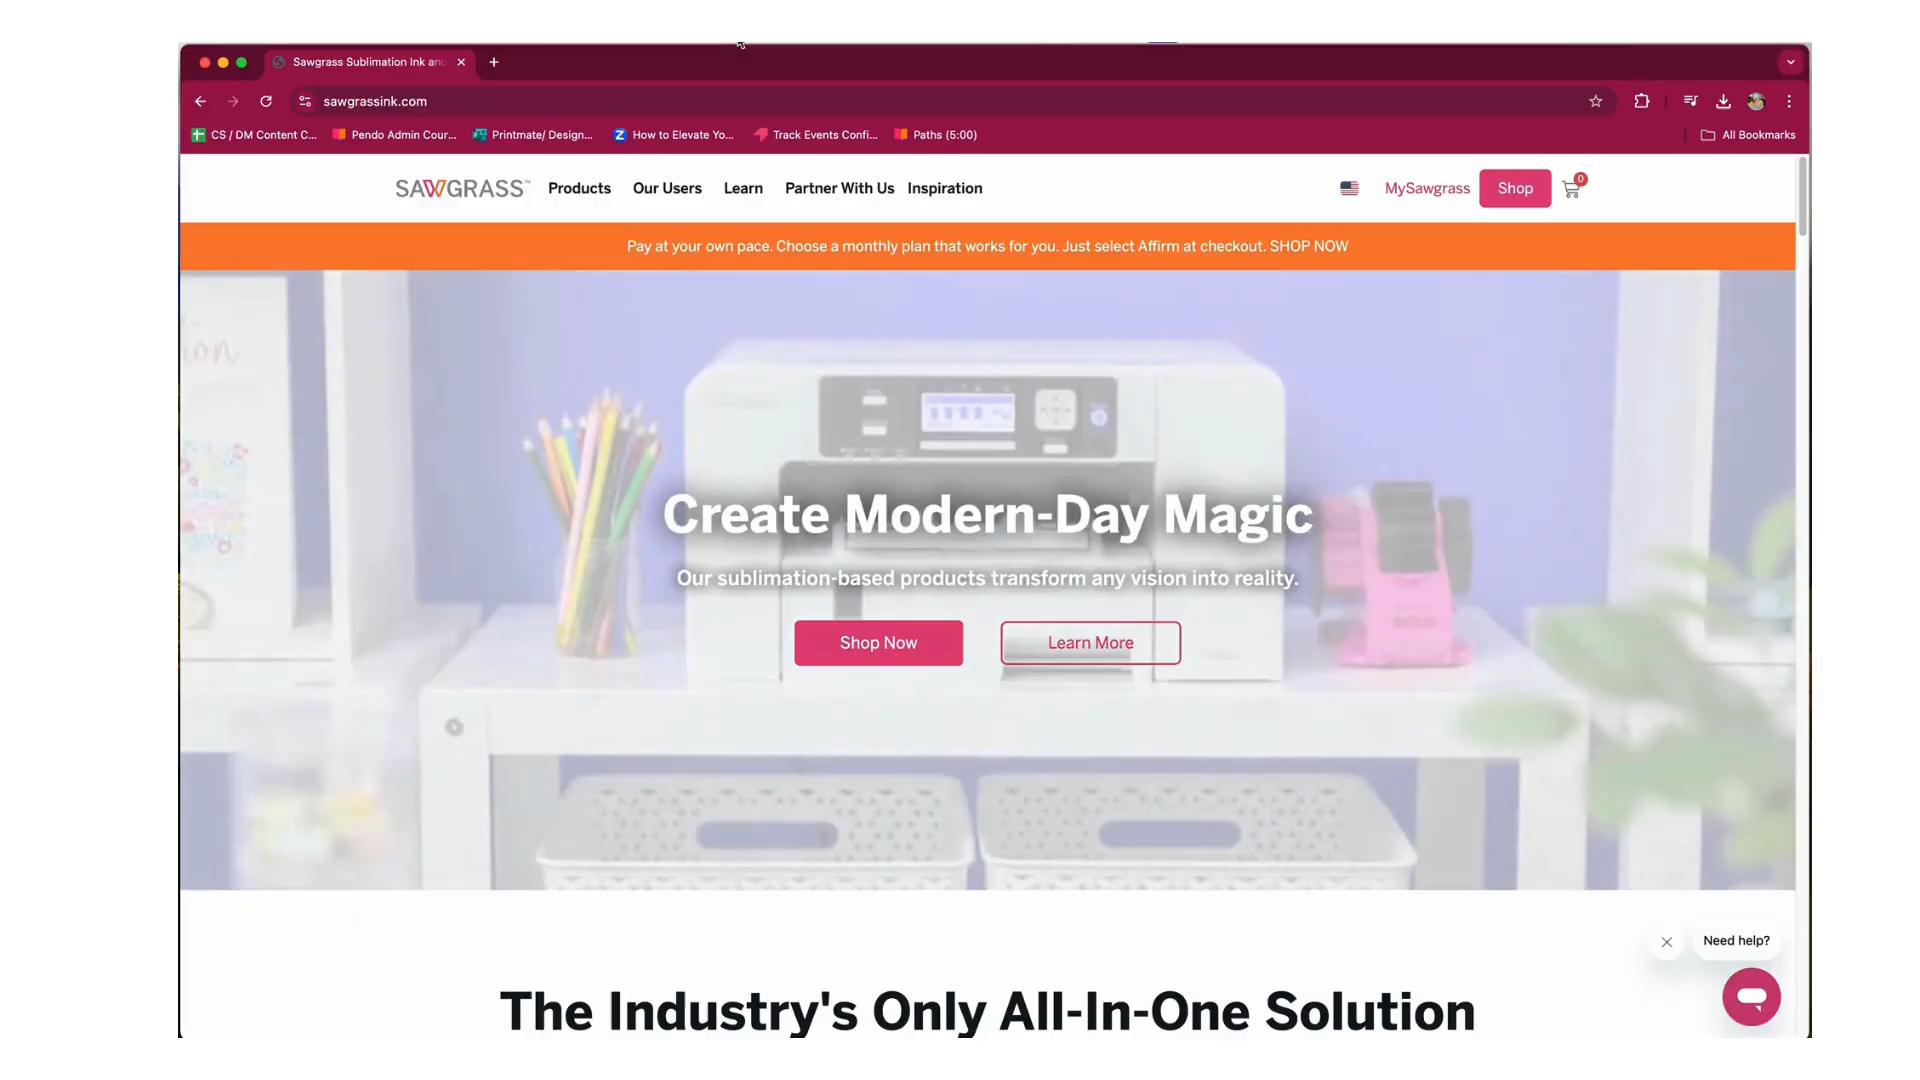 Sawgrass Sublimation Ink an
sawgrassink.com
CS / DM Content C...
Pendo Admin Cour...
Printmate/ Design...
How to Elevate Yo...
Track Events Confi...
Paths (5:00)
All Bookmarks
SAWGRASS™
Products
Our Users
Learn
Partner With Us
Inspiration
MySawgrass
Shop
0
Pay at your own pace. Choose a monthly plan that works for you. Just select Affirm at checkout. SHOP NOW
Create Modern-Day Magic
Our sublimation-based products transform any vision into reality.
Shop Now
Learn More
Need help?
The Industry's Only All-In-One Solution